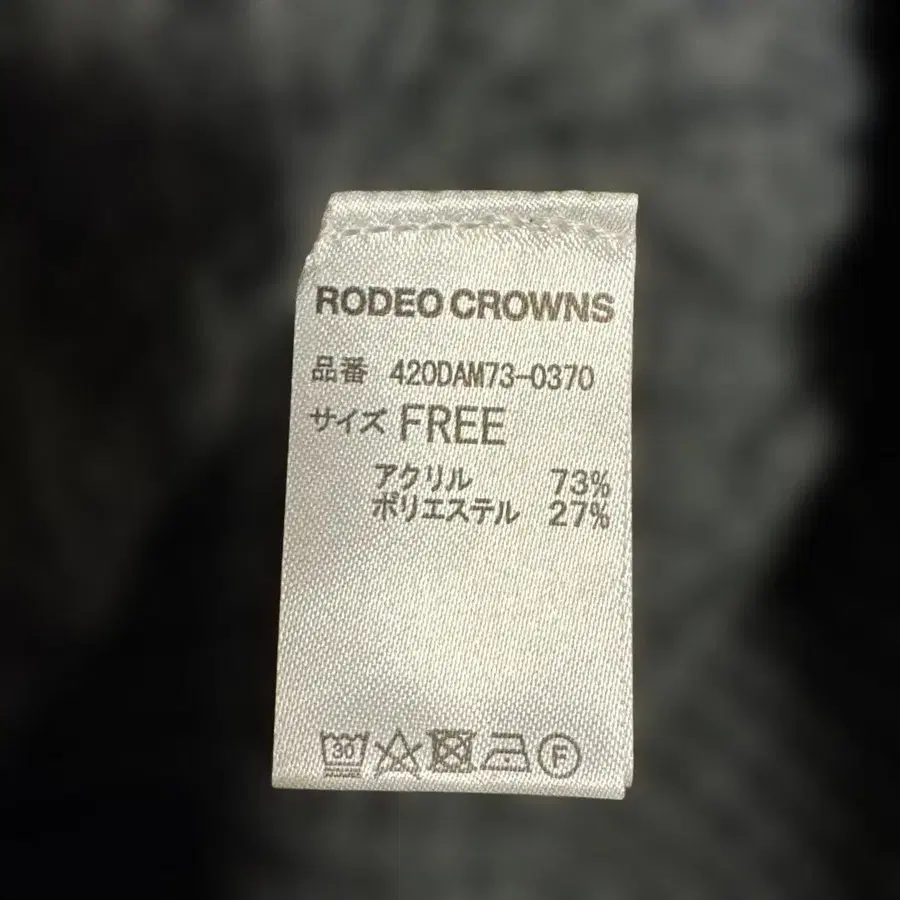 RODEO CROWNS
品番 420DAM73-0370
サイズ FREE
アクリル 73%
ポリエステル 27%
30 F